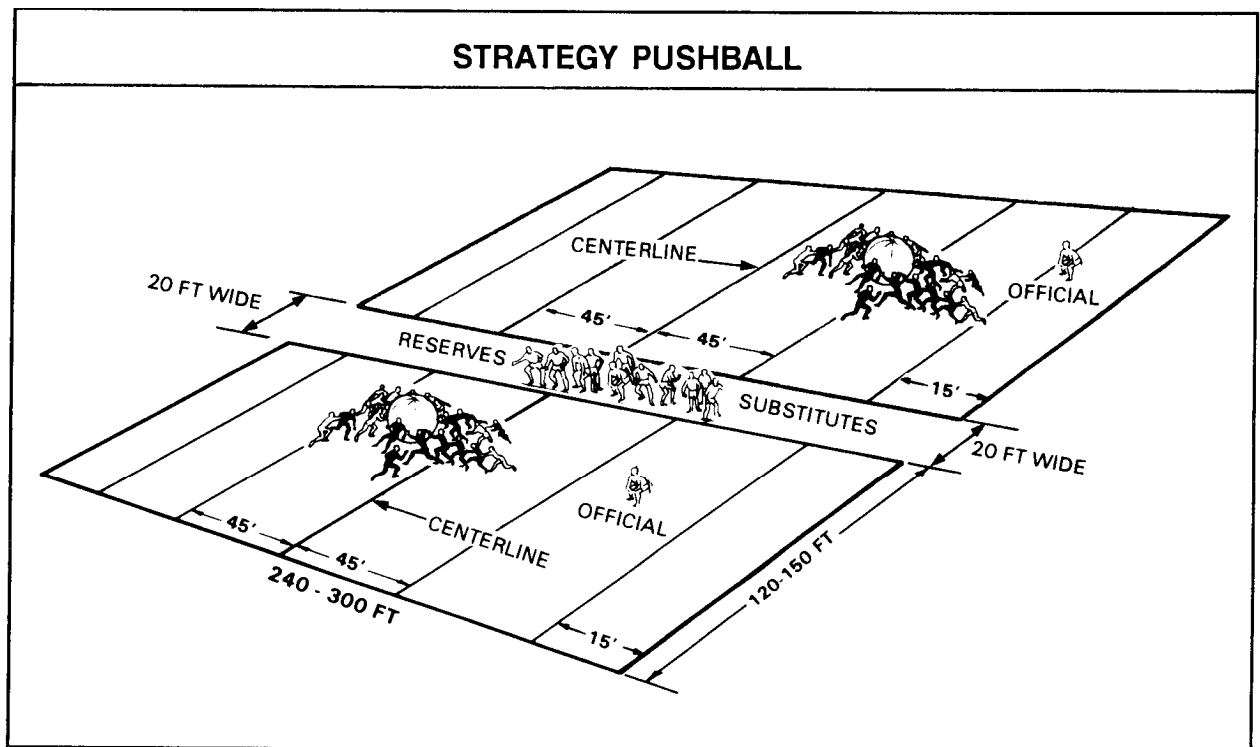 STRATEGY PUSHBALL
CENTERLINE
OFFICIAL
20 FT WIDE
45'
45'
15'
RESERVES
SUBSTITUTES
20 FT WIDE
OFFICIAL
CENTERLINE
45'
45'
15'
240 - 300 FT
120-150 FT